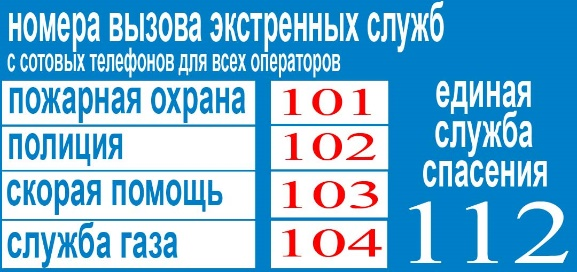 номера вызова экстренных служб
с сотовых телефонов для всех операторов
пожарная охрана 101
полиция 102
скорая помощь 103
служба газа 104
единая
служба
спасения
112